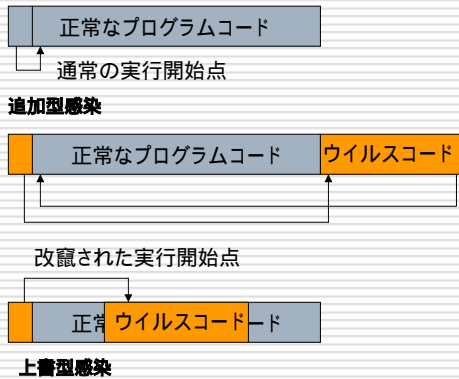 正常なプログラムコード
通常の実行開始点
追加型感染
正常なプログラムコード
ウイルスコード
改竄された実行開始点
正常
ウイルスコード
ード
上書型感染